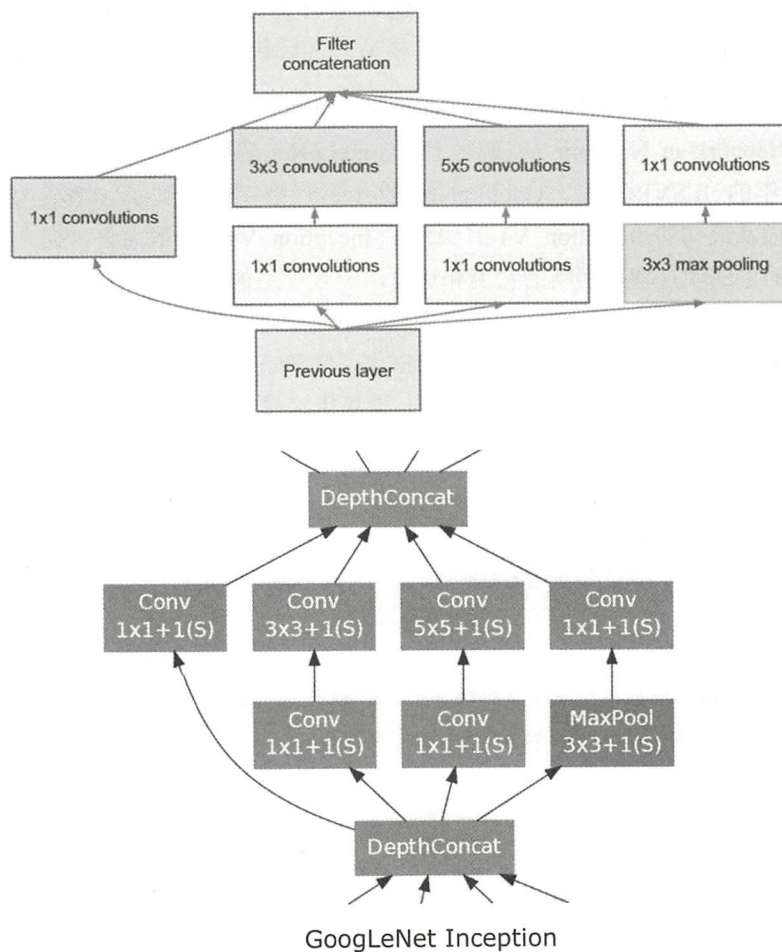 Filter
concatenation
3x3 convolutions
5x5 convolutions
1x1 convolutions
1x1 convolutions
1x1 convolutions
1x1 convolutions
3x3 max pooling
Previous layer
DepthConcat
Conv
1x1+1(S)
Conv
3x3+1(S)
Conv
5x5+1(S)
Conv
1x1+1(S)
Conv
1x1+1(S)
Conv
1x1+1(S)
MaxPool
3x3+1(S)
DepthConcat
GoogLeNet Inception